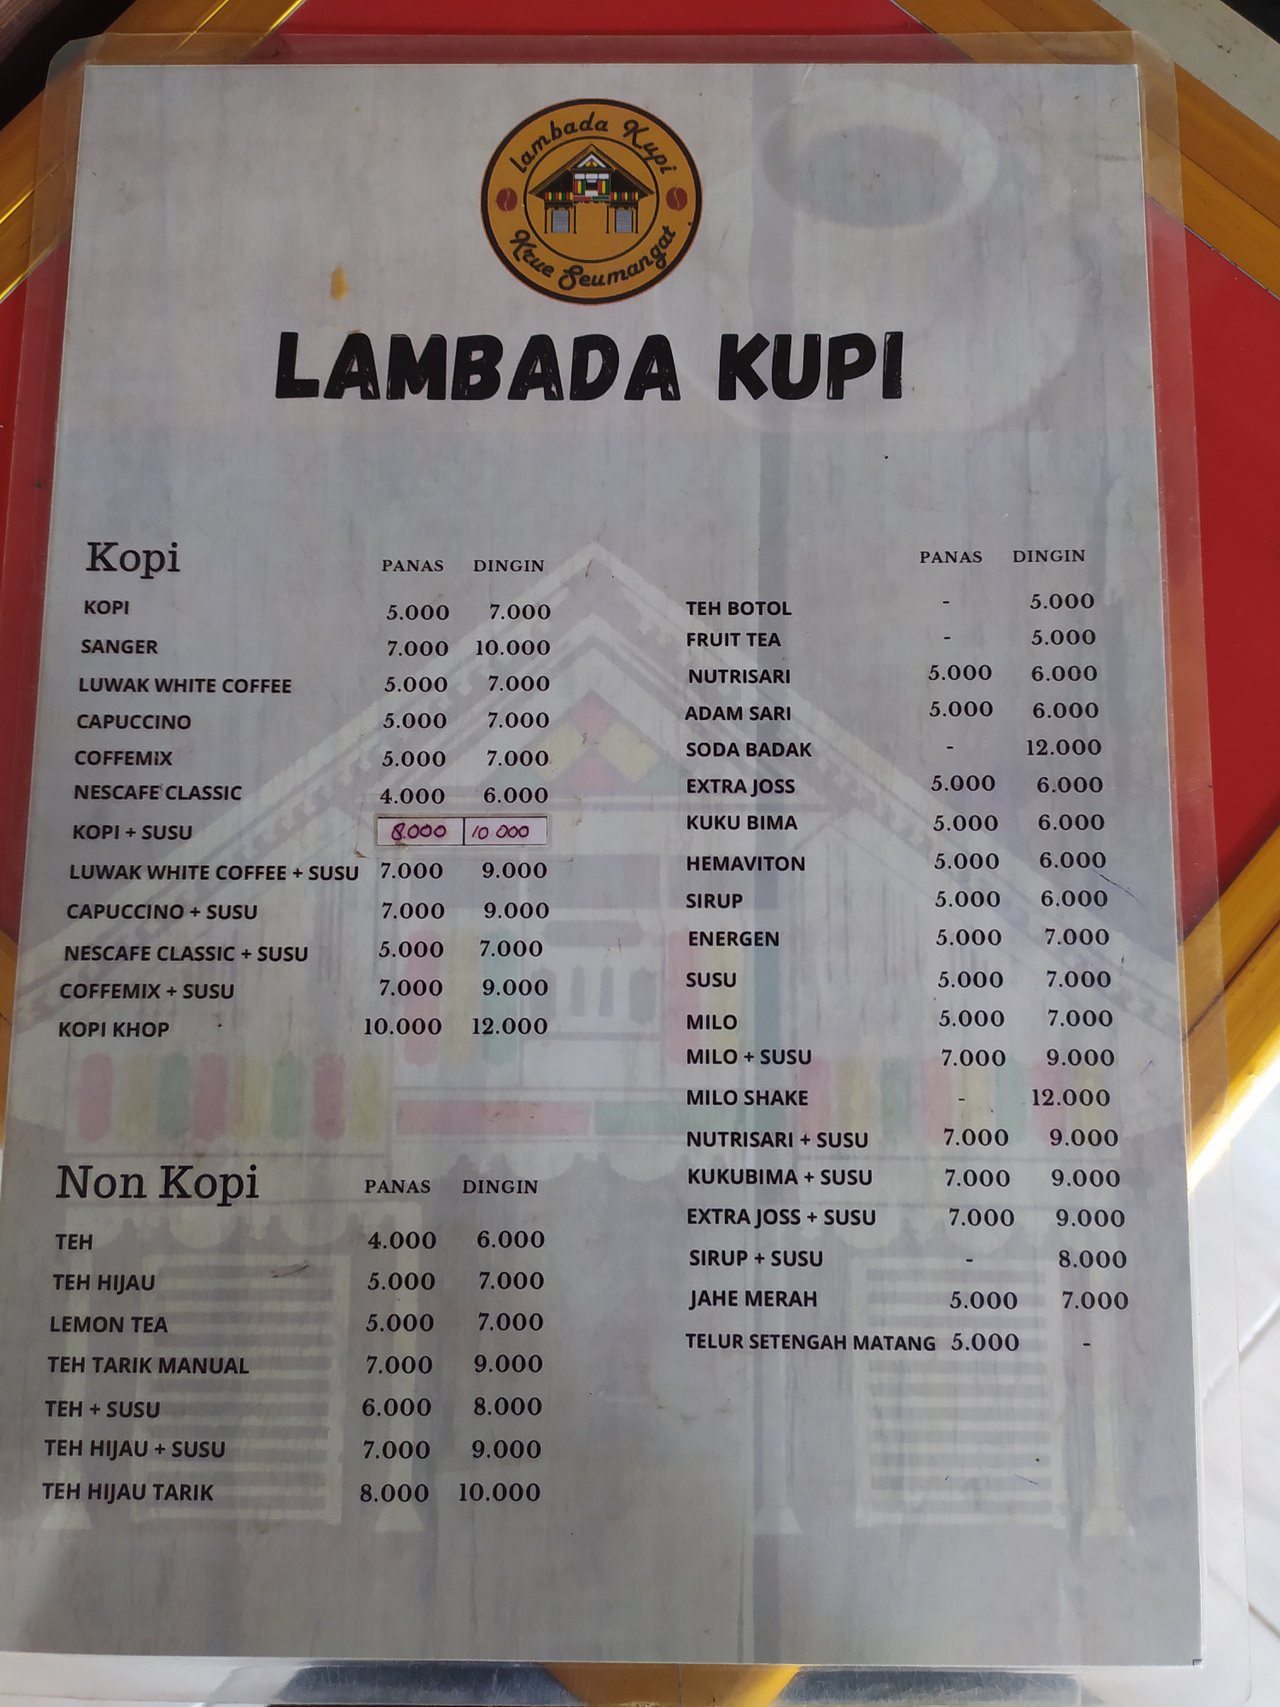 lambada Kupi
Krue Seumangat
LAMBADA KUPI
Kopi PANAS DINGIN
KOPI 5.000 7.000
SANGER 7.000 10.000
LUWAK WHITE COFFEE 5.000 7.000
CAPUCCINO 5.000 7.000
COFFEMIX 5.000 7.000
NESCAFE CLASSIC 4.000 6.000
KOPI + SUSU 8.000 10 000
LUWAK WHITE COFFEE + SUSU 7.000 9.000
CAPUCCINO + SUSU 7.000 9.000
NESCAFE CLASSIC + SUSU 5.000 7.000
COFFEMIX + SUSU 7.000 9.000
KOPI KHOP 10.000 12.000
Non Kopi PANAS DINGIN
TEH 4.000 6.000
TEH HIJAU 5.000 7.000
LEMON TEA 5.000 7.000
TEH TARIK MANUAL 7.000 9.000
TEH + SUSU 6.000 8.000
TEH HIJAU + SUSU 7.000 9.000
TEH HIJAU TARIK 8.000 10.000
PANAS DINGIN
TEH BOTOL - 5.000
FRUIT TEA - 5.000
NUTRISARI 5.000 6.000
ADAM SARI 5.000 6.000
SODA BADAK - 12.000
EXTRA JOSS 5.000 6.000
KUKU BIMA 5.000 6.000
HEMAVITON 5.000 6.000
SIRUP 5.000 6.000
ENERGEN 5.000 7.000
SUSU 5.000 7.000
MILO 5.000 7.000
MILO + SUSU 7.000 9.000
MILO SHAKE - 12.000
NUTRISARI + SUSU 7.000 9.000
KUKUBIMA + SUSU 7.000 9.000
EXTRA JOSS + SUSU 7.000 9.000
SIRUP + SUSU - 8.000
JAHE MERAH 5.000 7.000
TELUR SETENGAH MATANG 5.000 -